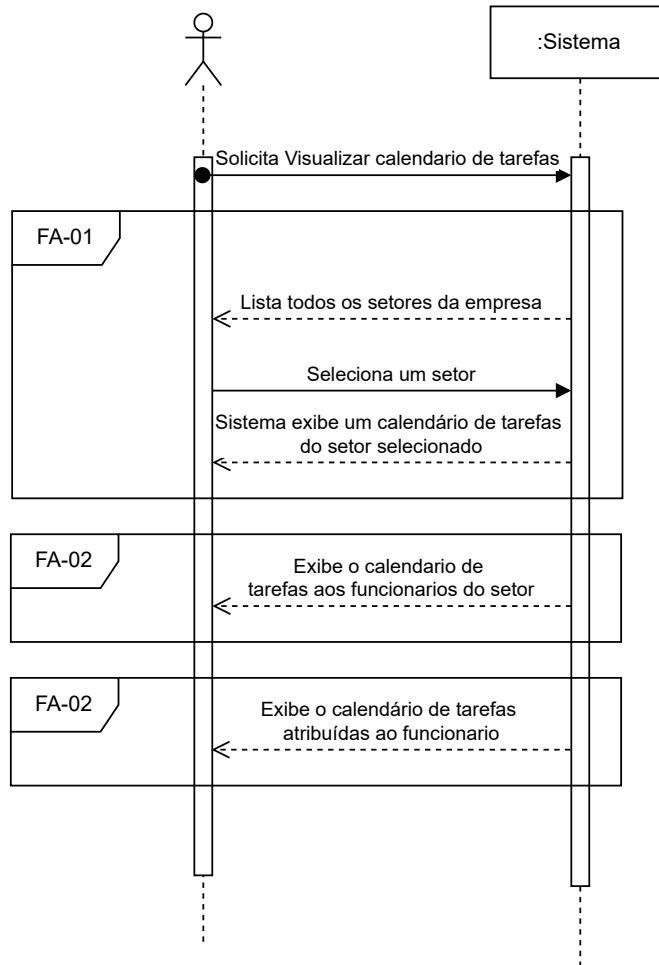 :Sistema
Solicita Visualizar calendario de tarefas
FA-01
Lista todos os setores da empresa
Seleciona um setor
Sistema exibe um calendário de tarefas
do setor selecionado
FA-02
Exibe o calendario de
tarefas aos funcionarios do setor
FA-02
Exibe o calendário de tarefas
atribuídas ao funcionario